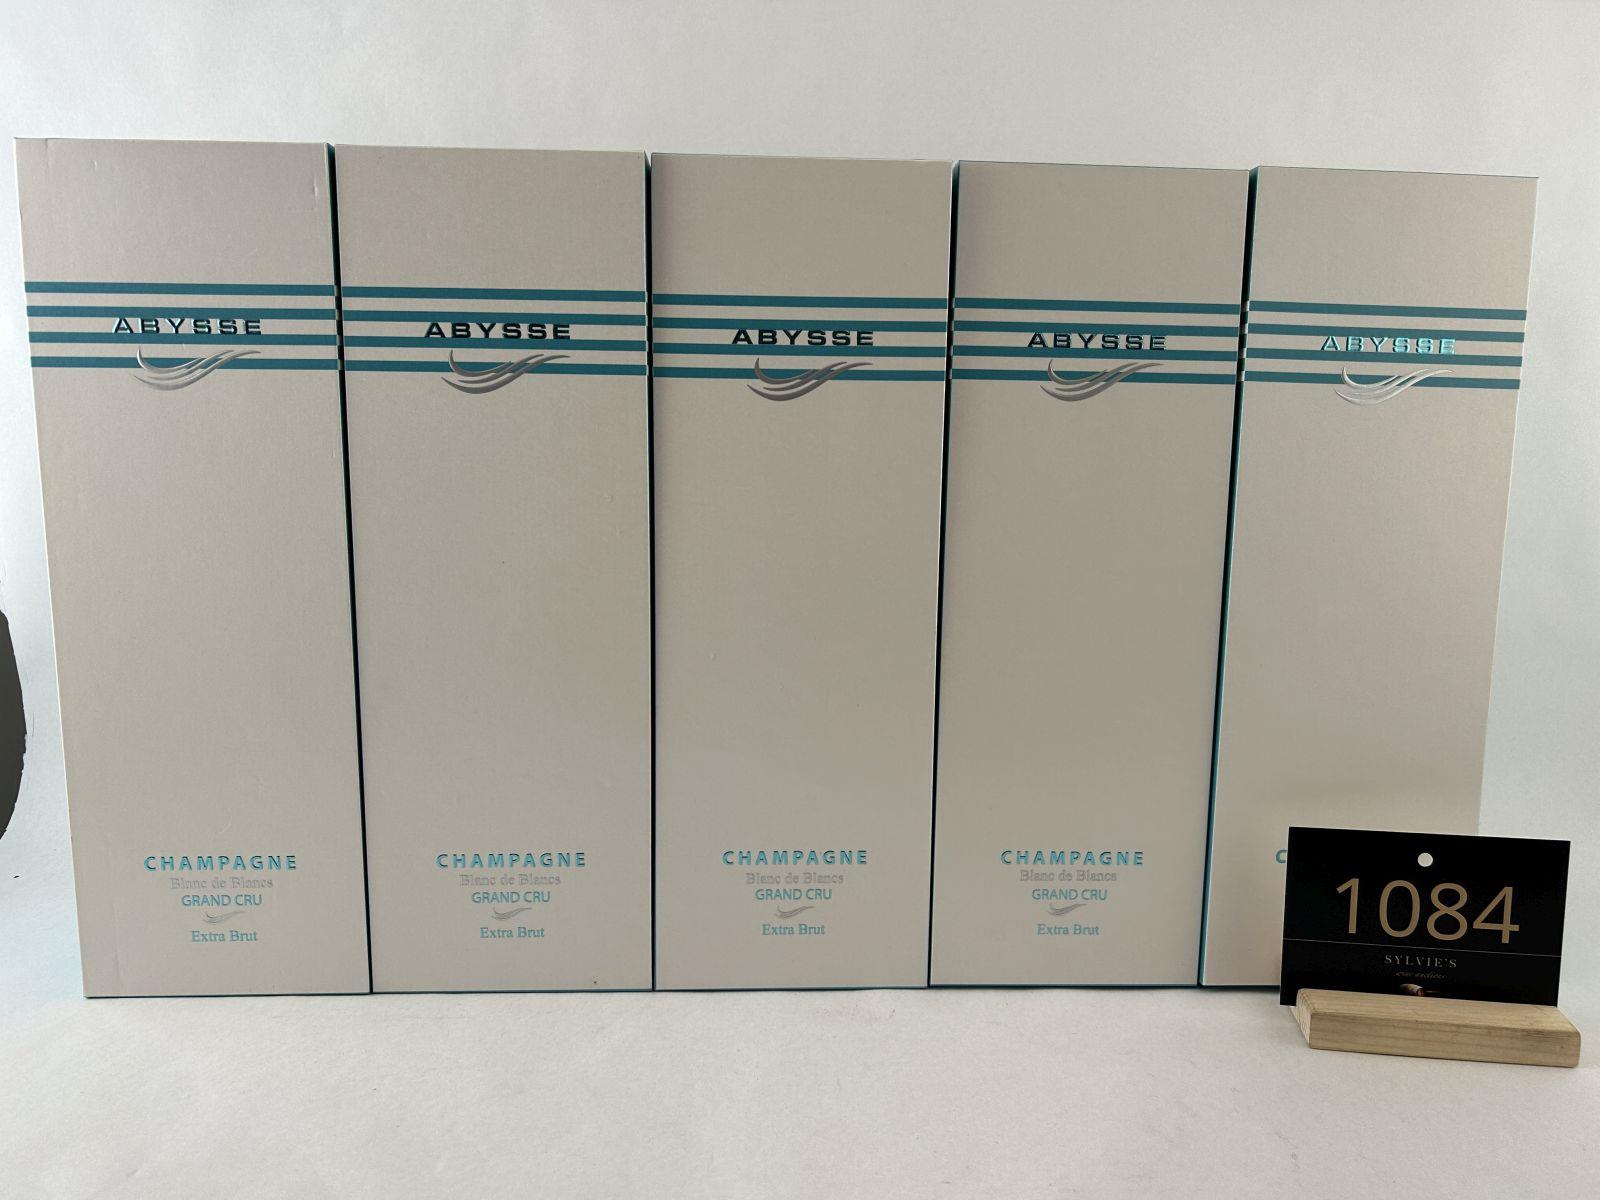 ABYSSE
CHAMPAGNE
Blanc de Blancs
GRAND CRU
Extra Brut
ABYSSE
CHAMPAGNE
Blanc de Blancs
GRAND CRU
Extra Brut
ABYSSE
CHAMPAGNE
Blanc de Blancs
GRAND CRU
Extra Brut
ABYSSE
CHAMPAGNE
Blanc de Blancs
GRAND CRU
Extra Brut
ABYSSE
C
1084
SYLVIE'S
wine auctions